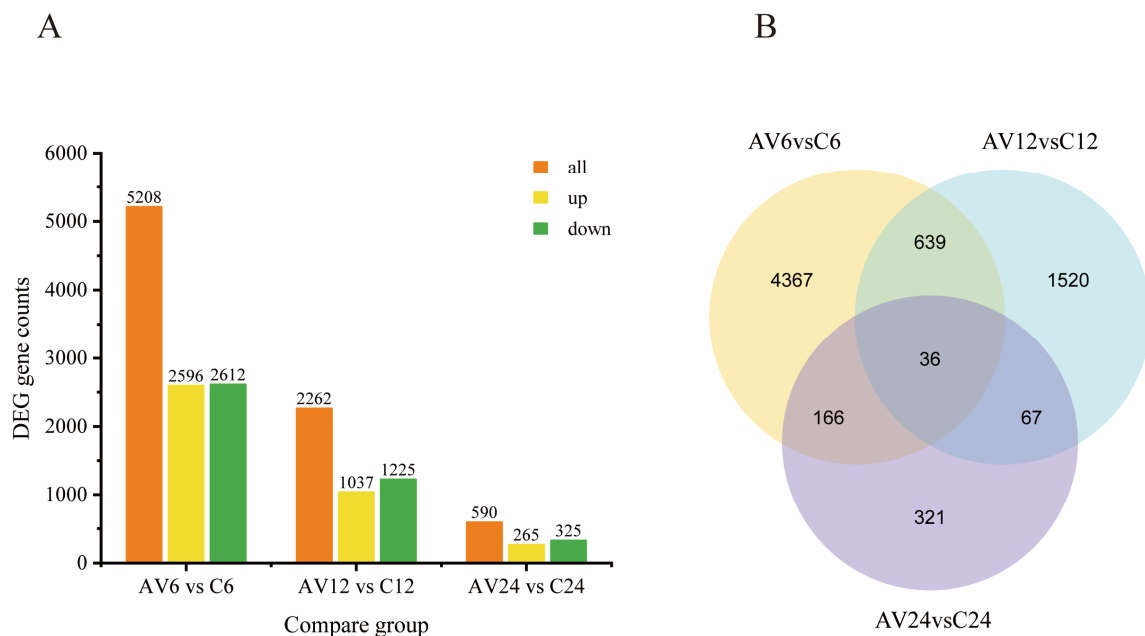 A
B
6000
5000
4000
3000
2000
1000
0
DEG gene counts
all
up
down
5208
2596
2612
2262
1037
1225
590
265
325
AV6 vs C6
AV12 vs C12
AV24 vs C24
Compare group
AV6vsC6
AV12vsC12
639
4367
1520
36
166
67
321
AV24vsC24